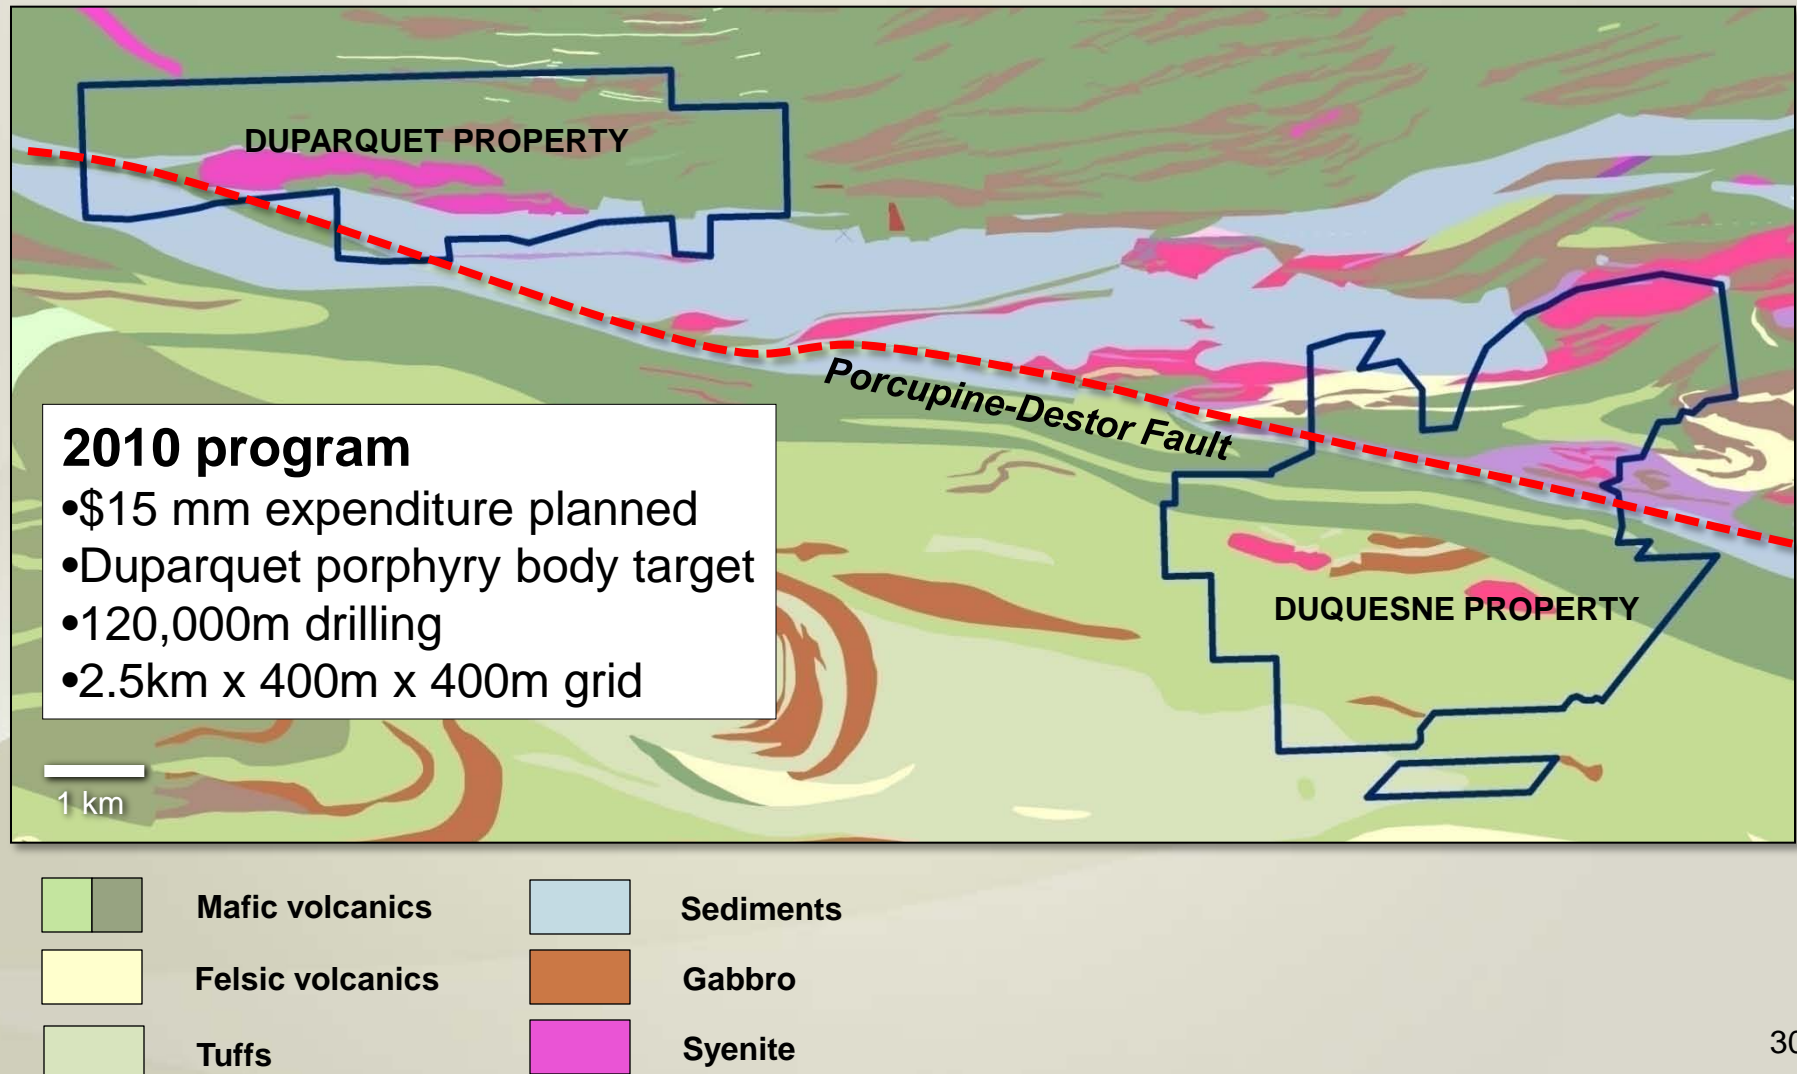 DUPARQUET PROPERTY
Porcupine-Destor Fault
2010 program
•$15 mm expenditure planned
•Duparquet porphyry body target
•120,000m drilling
•2.5km x 400m x 400m grid
DUQUESNE PROPERTY
1 km
Mafic volcanics
Sediments
Felsic volcanics
Gabbro
Tuffs
Syenite
30